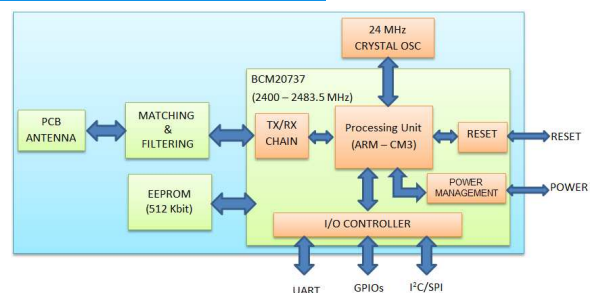 24 MHz
CRYSTAL OSC
BCM20737
(2400 – 2483.5 MHz)
PCB
ANTENNA
MATCHING
&
FILTERING
TX/RX
CHAIN
Processing Unit
(ARM – CM3)
RESET
RESET
EEPROM
(512 Kbit)
POWER
MANAGEMENT
POWER
I/O CONTROLLER
UART
GPIOs
I²C/SPI